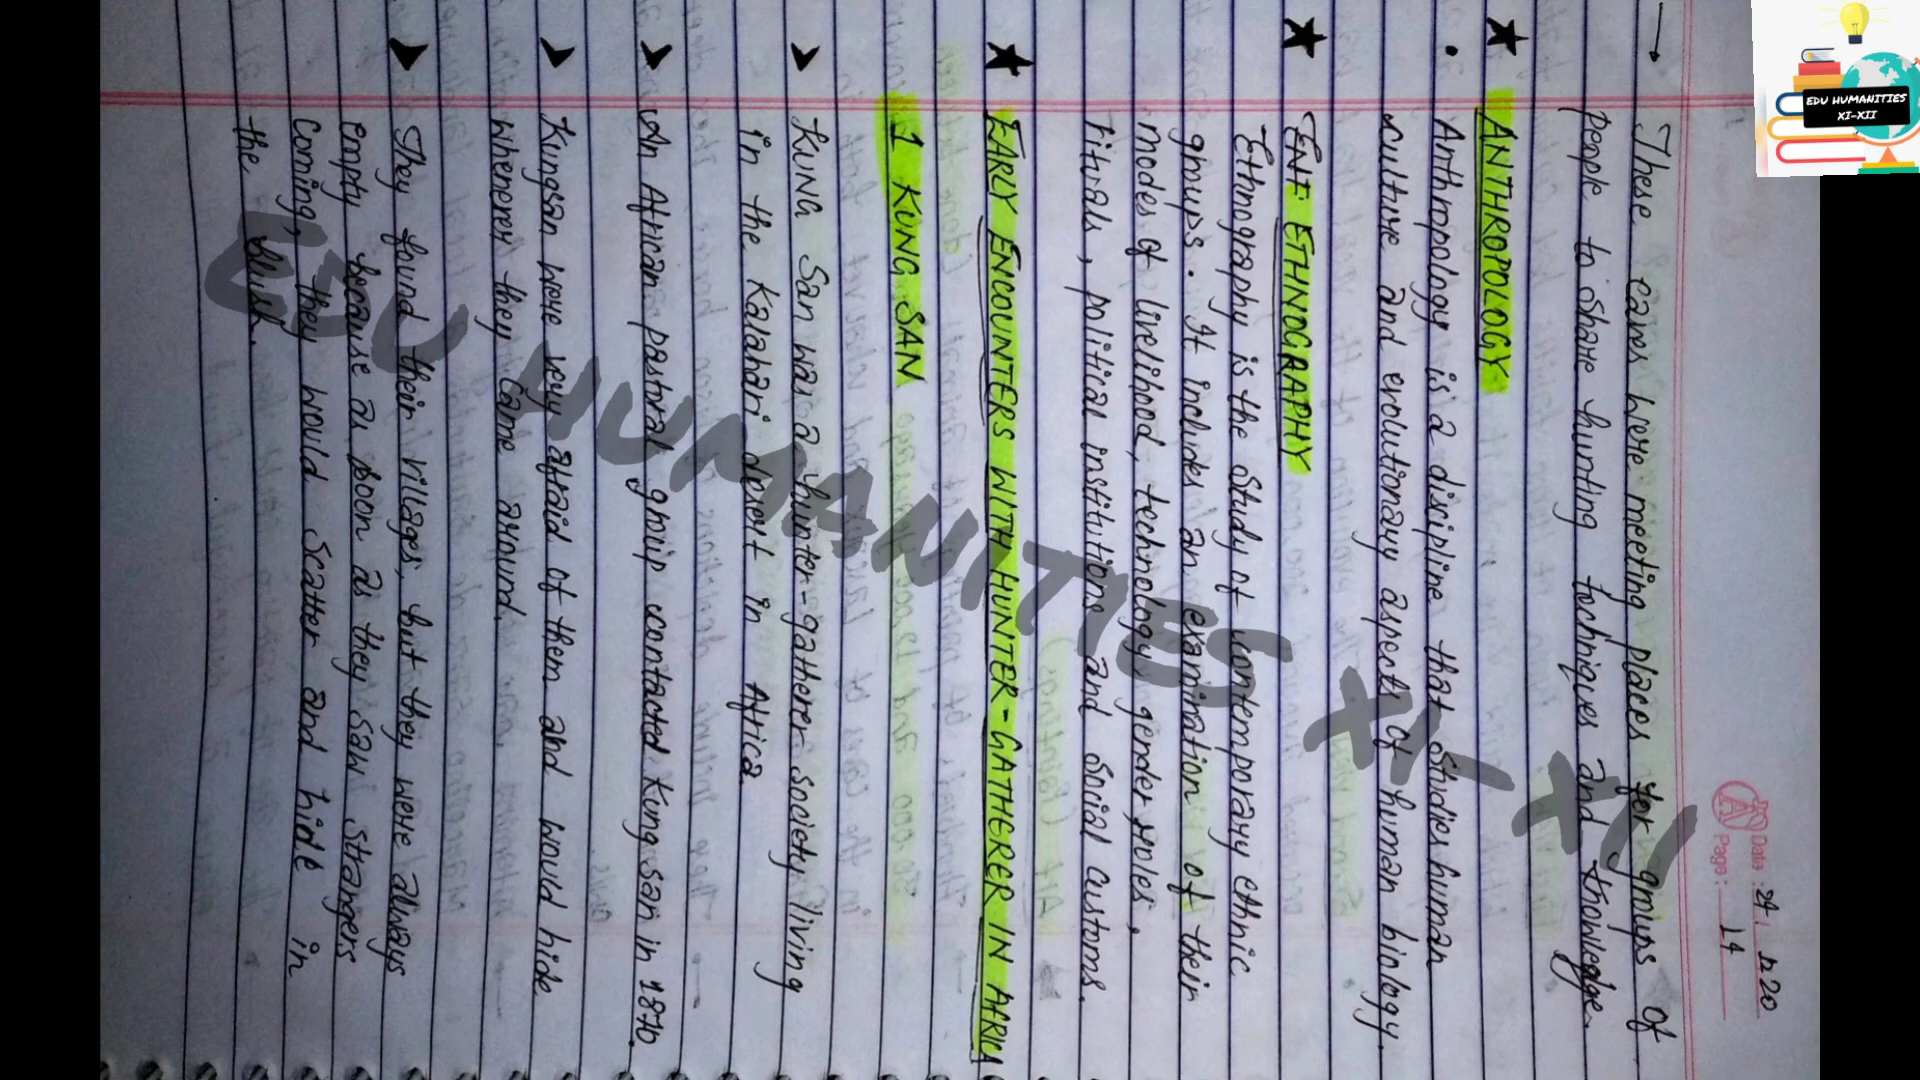 EDU HUMANITIES
XI-XII
Date :
Page : 14
→ These caves were meeting places for groups of
people to share hunting techniques and knowledge.
★ ANTHROPOLOGY
• Anthropology is a discipline that studies human
culture and evolutionary aspects of human biology.
★ ETHNOGRAPHY
Ethnography is the study of contemporary ethnic
groups. It includes an examination of their
modes of livelihood, technology gender roles,
rituals, political institutions and social customs.
★ EARLY ENCOUNTERS WITH HUNTER-GATHERER IN AFRICA
1 KUNG SAN
➤ KUNG San was a hunter-gatherer society living
in the Kalahari desert in Africa.
➤ An African pastoral group contacted Kung san in 1870.
➤ Kungsan were very afraid of them and would hide
whenever they came around.
➤ They found their villages, but they were always
empty because as soon as they saw strangers
coming, they would scatter and hide in
the bush.
EDU HUMANITIES XI-XII